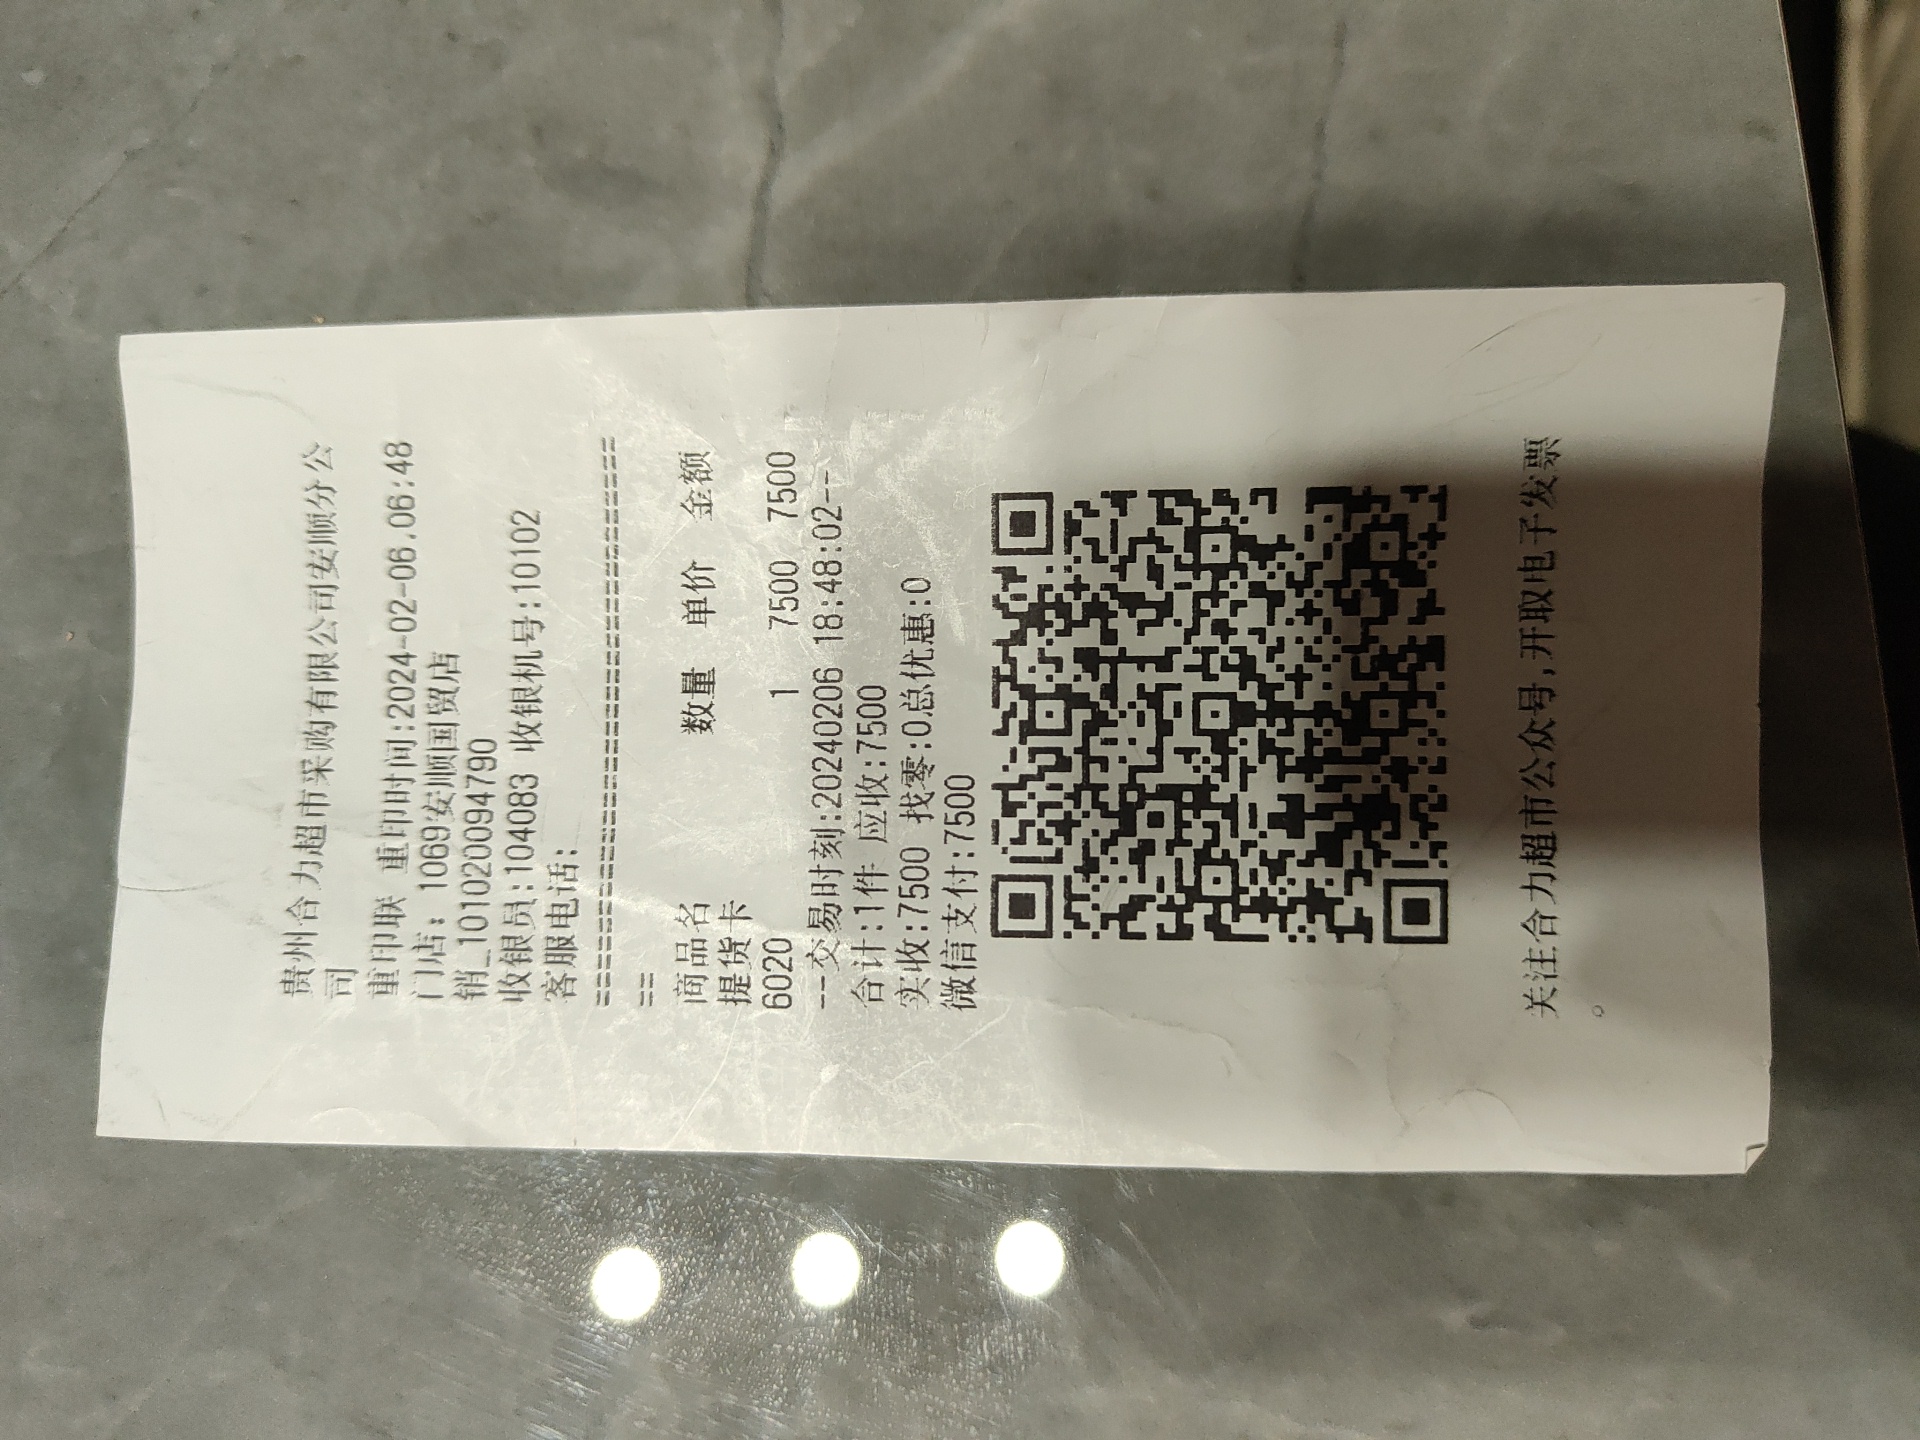 贵州合力超市采购有限公司安顺分公
司
重印联 重印时间:2024-02-06.06:48
门店: 1069安顺国贸店
销_101020094790
收银员:104083 收银机号:10102
客服电话:
==========================================
==
商品名 数量 单价 金额
提货卡
6020 1 7500 7500
--交易时刻:20240206 18:48:02--
合计:1件 应收:7500
实收:7500 找零:0总优惠:0
微信支付:7500
关注合力超市公众号,开取电子发票
。